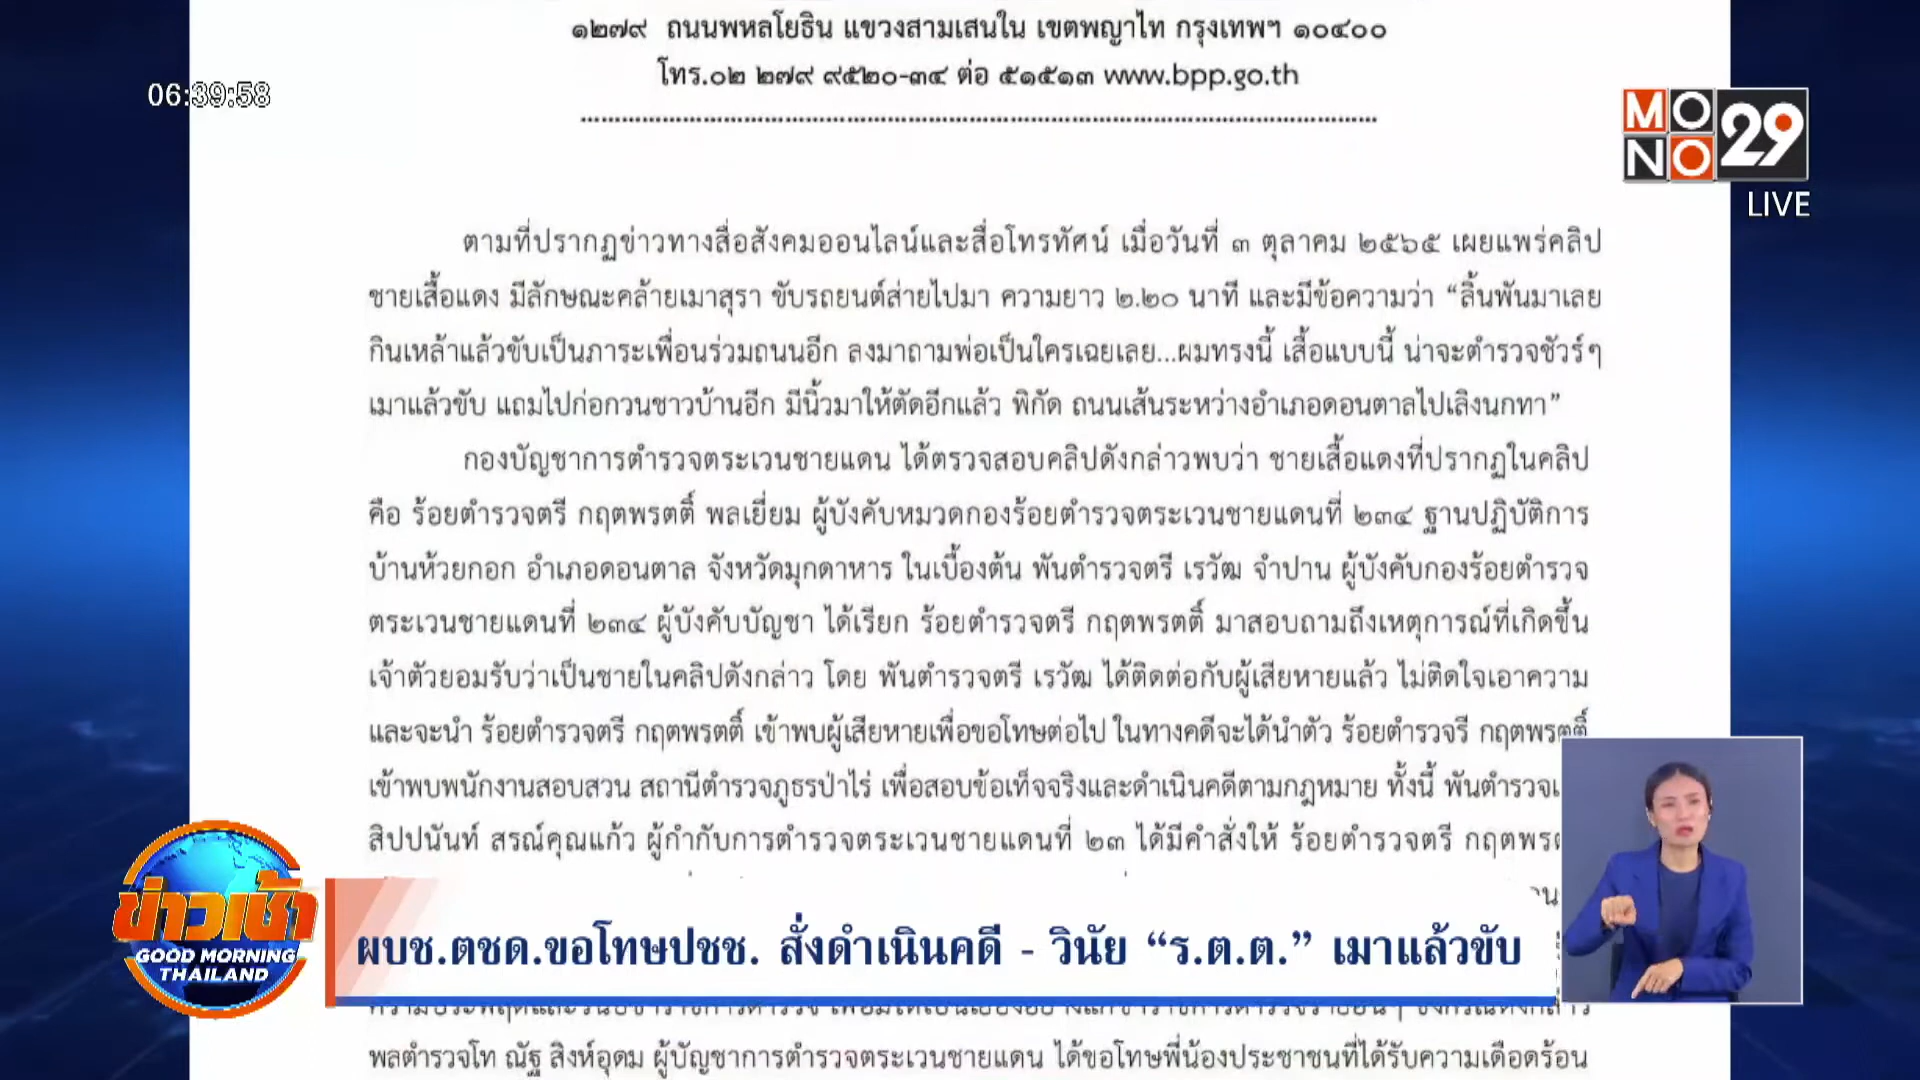 ๑๒๗๙ ถนนพหลโยธิน แขวงสามเสนใน เขตพญาไท กรุงเทพฯ ๑๐๔๐๐
โทร.๐๒ ๒๗๙ ๙๕๒๐-๓๔ ต่อ ๕๑๕๑๓ www.bpp.go.th
06:39:58
MONO 29
LIVE
ตามที่ปรากฏข่าวทางสื่อสังคมออนไลน์และสื่อโทรทัศน์ เมื่อวันที่ ๓ ตุลาคม ๒๕๖๕ เผยแพร่คลิป
ชายเสื้อแดง มีลักษณะคล้ายเมาสุรา ขับรถยนต์ส่ายไปมา ความยาว ๒.๒๐ นาที และมีข้อความว่า “ลิ้นพันมาเลย
กินเหล้าแล้วขับเป็นภาระเพื่อนร่วมถนนอีก ลงมาถามพ่อเป็นใครเฉยเลย...ผมทรงนี้ เสื้อแบบนี้ น่าจะตำรวจชัวร์ๆ
เมาแล้วขับ แถมไปก่อกวนชาวบ้านอีก มีนิ้วมาให้ตัดอีกแล้ว พิกัด ถนนเส้นระหว่างอำเภอดอนตาลไปเลิงนกทา”
กองบัญชาการตำรวจตระเวนชายแดน ได้ตรวจสอบคลิปดังกล่าวพบว่า ชายเสื้อแดงที่ปรากฏในคลิป
คือ ร้อยตำรวจตรี กฤตพรตติ์ พลเยี่ยม ผู้บังคับหมวดกองร้อยตำรวจตระเวนชายแดนที่ ๒๓๔ ฐานปฏิบัติการ
บ้านห้วยกอก อำเภอดอนตาล จังหวัดมุกดาหาร ในเบื้องต้น พันตำรวจตรี เรวัฒ จำปาน ผู้บังคับกองร้อยตำรวจ
ตระเวนชายแดนที่ ๒๓๔ ผู้บังคับบัญชา ได้เรียก ร้อยตำรวจตรี กฤตพรตติ์ มาสอบถามถึงเหตุการณ์ที่เกิดขึ้น
เจ้าตัวยอมรับว่าเป็นชายในคลิปดังกล่าว โดย พันตำรวจตรี เรวัฒ ได้ติดต่อกับผู้เสียหายแล้ว ไม่ติดใจเอาความ
และจะนำ ร้อยตำรวจตรี กฤตพรตติ์ เข้าพบผู้เสียหายเพื่อขอโทษต่อไป ในทางคดีจะได้นำตัว ร้อยตำรวจรี กฤตพรตติ์
เข้าพบพนักงานสอบสวน สถานีตำรวจภูธรป่าไร่ เพื่อสอบข้อเท็จจริงและดำเนินคดีตามกฎหมาย ทั้งนี้
สิปปนันท์ สรณ์คุณแก้ว ผู้กำกับการตำรวจตระเวนชายแดนที่ ๒๓ ได้มีคำสั่งให้ ร้อยตำรวจตรี
ข่าวเช้า
GOOD MORNING
THAILAND
ผบช.ตชด.ขอโทษปชช. สั่งดำเนินคดี - วินัย “ร.ต.ต.” เมาแล้วขับ
พลตำรวจโท ณัฐ สิงห์อุดม ผู้บัญชาการตำรวจตระเวนชายแดน ได้ขอโทษพี่น้องประชาชนที่ได้รับความเดือดร้อน